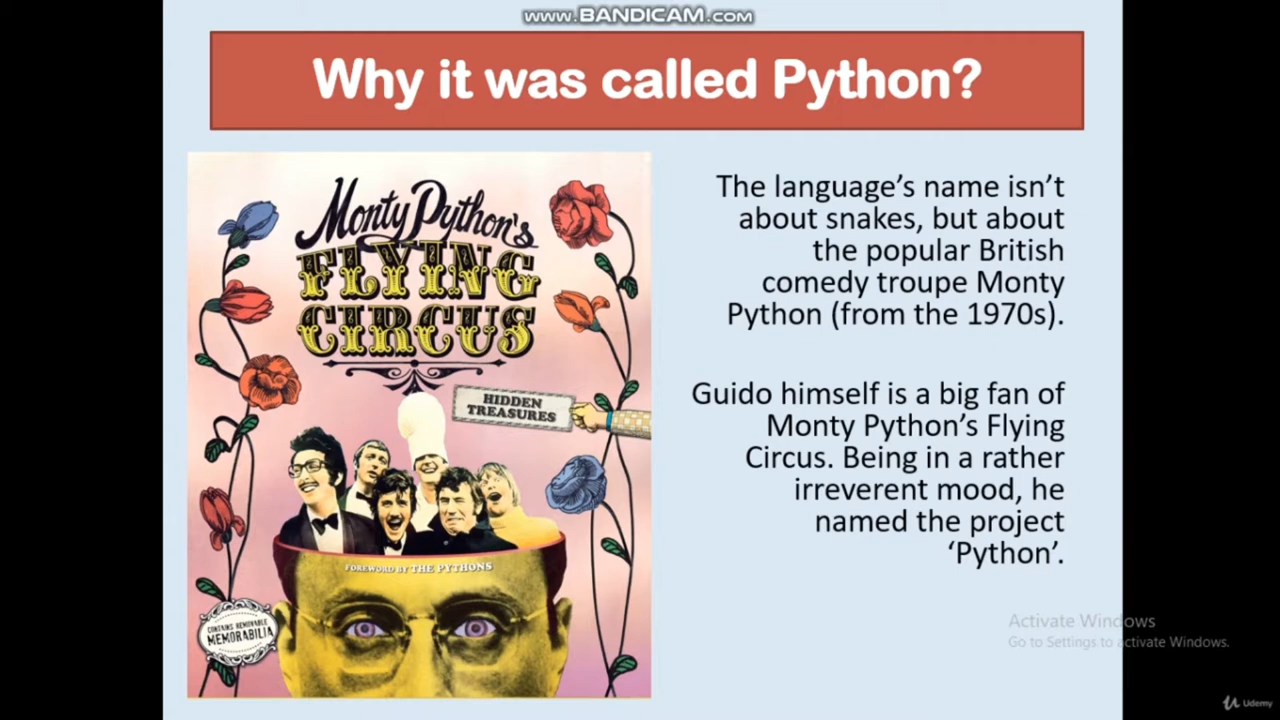 www.BANDICAM.com
Why it was called Python?
Monty Python's
FLYING
CIRCUS
HIDDEN
TREASURES
FOREWORD BY THE PYTHONS
CONTAINS REMOVABLE
MEMORABILIA
The language’s name isn’t
about snakes, but about
the popular British
comedy troupe Monty
Python (from the 1970s).
Guido himself is a big fan of
Monty Python’s Flying
Circus. Being in a rather
irreverent mood, he
named the project
‘Python’.
Activate Windows
Go to Settings to activate Windows.
Udemy